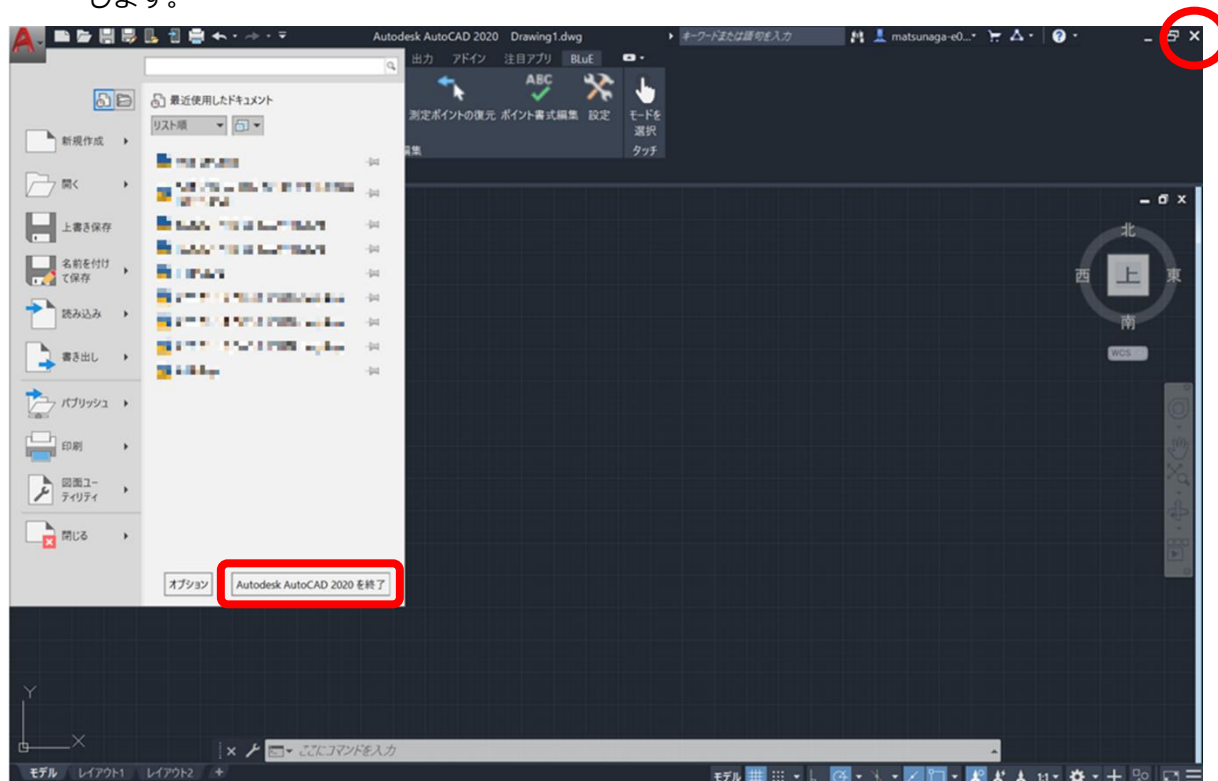 します。
Autodesk AutoCAD 2020 Drawing1.dwg
キーワードまたは語句を入力
matsunaga-e0...
出力 アドイン 注目アプリ BLUE
最近使用したドキュメント
リスト順
測定ポイントの復元 ポイント書式編集 設定 モードを
選択
タッチ
新規作成
開く
上書き保存
名前を付け
て保存
読み込み
書き出し
パブリッシュ
印刷
図面ユー
ティリティ
閉じる
オプション
Autodesk AutoCAD 2020 を終了
北
西 上 東
南
WCS
Y
X
ここにコマンドを入力
モデル レイアウト1 レイアウト2 +
モデル
1:1